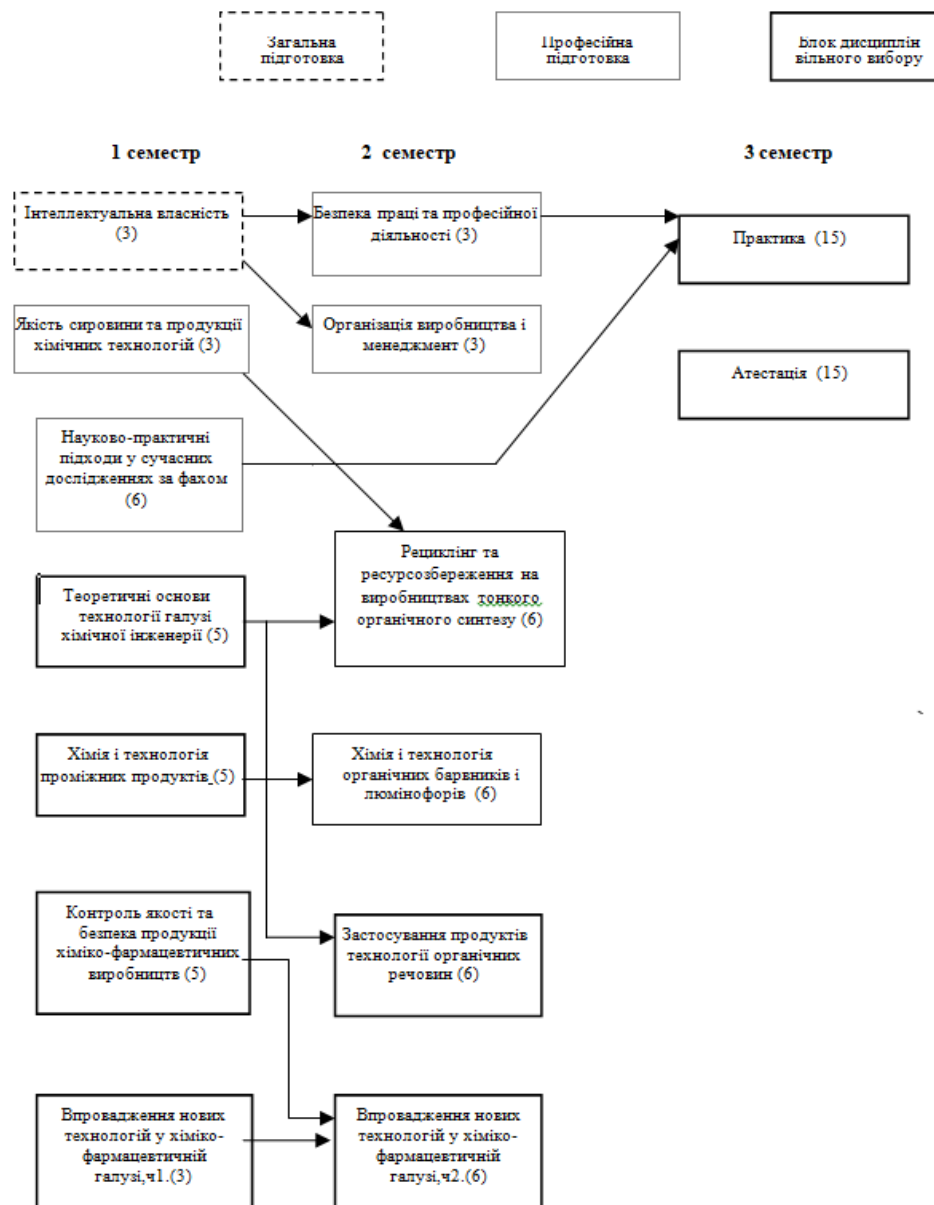 Загальна
підготовка
Професійна
підготовка
Блок дисциплін
вільного вибору
1 семестр
2 семестр
3 семестр
Інтеллектуальна власність
(3)
Безпека праці та професійної
діяльності (3)
Практика (15)
Якість сировини та продукції
хімічних технологій (3)
Організація виробництва і
менеджмент (3)
Атестація (15)
Науково-практичні
підходи у сучасних
дослідженнях за фахом
(6)
Рециклінг та
ресурсозбереження на
виробництвах тонкого
органічного синтезу (6)
Теоретичні основи
технології галузі
хімічної інженерії (5)
Хімія і технологія
проміжних продуктів (5)
Хімія і технологія
органічних барвників і
люмінофорів (6)
Контроль якості та
безпека продукції
хіміко-фармацевтичних
виробництв (5)
Застосування продуктів
технології органічних
речовин (6)
Впровадження нових
технологій у хіміко-
фармацевтичній
галузі,ч1.(3)
Впровадження нових
технологій у хіміко-
фармацевтичній
галузі,ч2.(6)